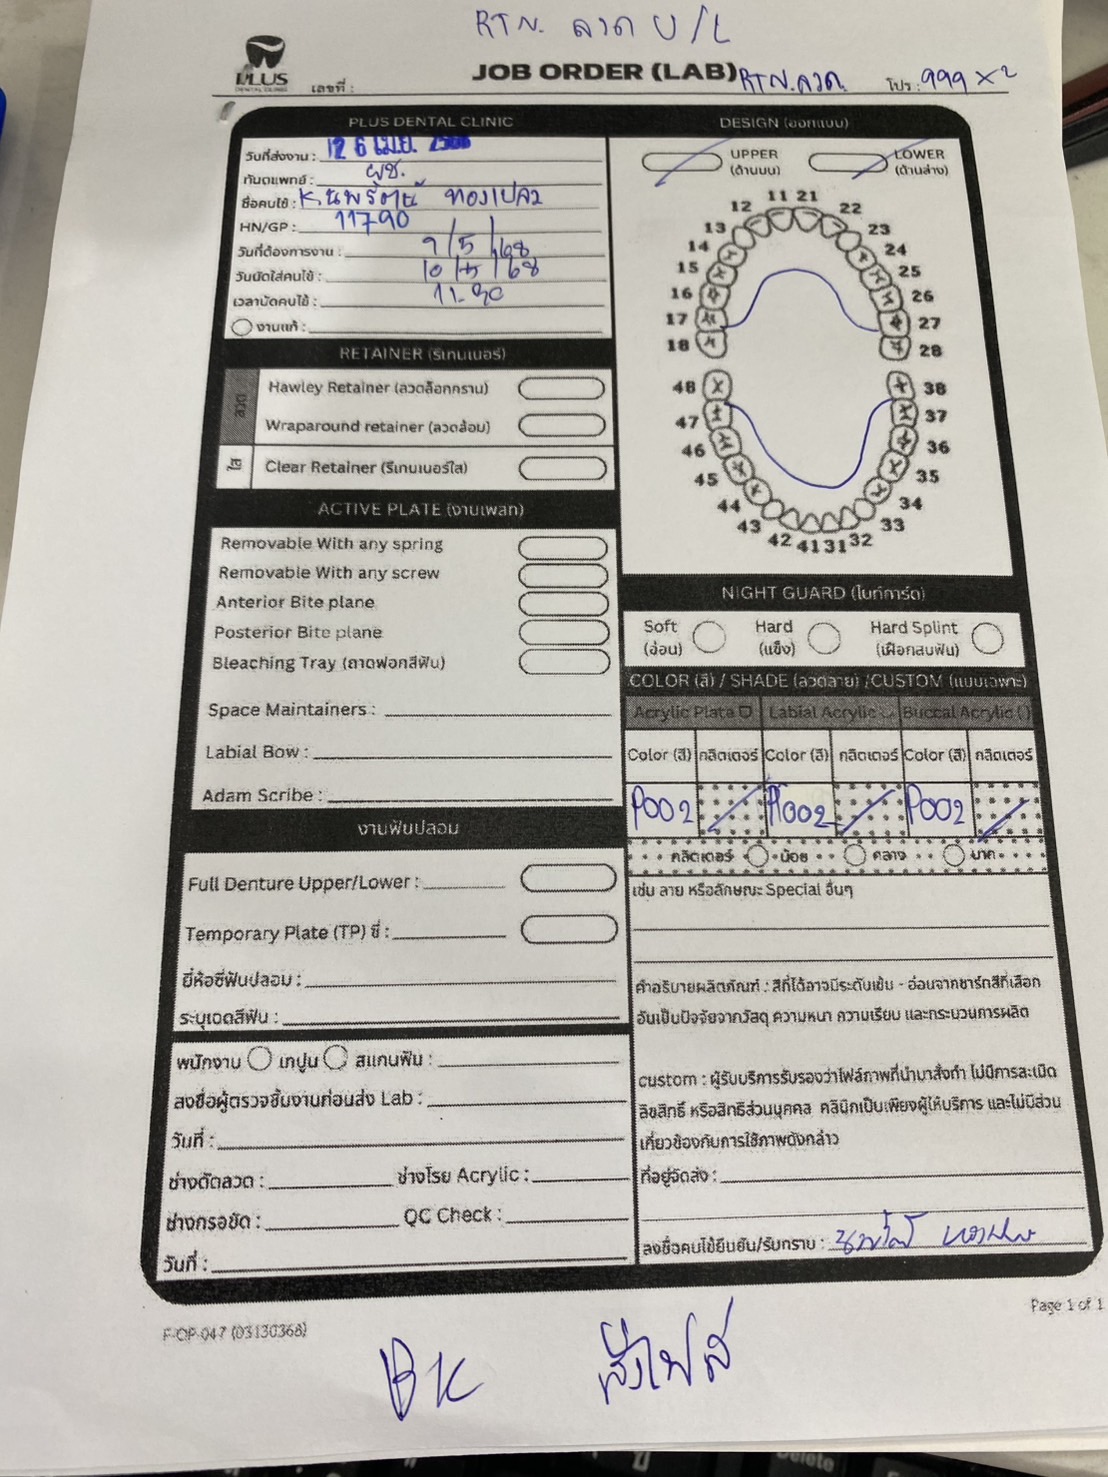 RTN. ลวด U/L
PLUS
DENTAL CLINIC
เลขที่ :
JOB ORDER (LAB) RTN.ลวด.
โปร : 999 x2
PLUS DENTAL CLINIC
วันที่ส่งงาน : 26 เม.ย. 2568
ทันตแพทย์ : ผช.
ชื่อคนไข้ : K.นพรัตน์ ทองเปลว
HN/GP : 11790
วันที่ต้องการงาน : 9/5/68
วันนัดใส่คนไข้ : 10/5/68
เวลานัดคนไข้ : 11.30
งานแก้ :
DESIGN (ออกแบบ)
UPPER (ด้านบน)
LOWER (ด้านล่าง)
11 21
12 22
13 23
14 24
15 25
16 26
17 27
18 28
48 38
47 37
46 36
45 35
44 34
43 33
42 41 31 32
RETAINER (รีเทนเนอร์)
ลวด
Hawley Retainer (ลวดล็อกกราม)
Wraparound retainer (ลวดล้อม)
ใส
Clear Retainer (รีเทนเนอร์ใส)
ACTIVE PLATE (งานเพลท)
Removable With any spring
Removable With any screw
Anterior Bite plane
Posterior Bite plane
Bleaching Tray (ถาดฟอกสีฟัน)
Space Maintainers :
Labial Bow :
Adam Scribe :
NIGHT GUARD (ไนท์การ์ด)
Soft (อ่อน)
Hard (แข็ง)
Hard Splint (เฝือกสบฟัน)
COLOR (สี) / SHADE (ลวดลาย) /CUSTOM (แบบเฉพาะ)
Acrylic Plata Labial Acrylic Buccal Acrylic ( )
Color (สี) กลิตเตอร์ Color (สี) กลิตเตอร์ Color (สี) กลิตเตอร์
P002 P002 P002
กลิตเตอร์ น้อย กลาง มาก
เช่น ลาย หรือลักษณะ Special อื่นๆ
งานฟันปลอม
Full Denture Upper/Lower :
Temporary Plate (TP) ซี่ :
ยี่ห้อซี่ฟันปลอม :
ระบุเฉดสีฟัน :
คำอธิบายผลิตภัณฑ์ : สีที่ได้อาจมีระดับเข้ม - อ่อนจากชาร์ทสีที่เลือก
อันเป็นปัจจัยจากวัสดุ ความหนา ความเรียบ และกระบวนการผลิต
custom : ผู้รับบริการรับรองว่าไฟล์ภาพที่นำมาสั่งทำ ไม่มีการละเมิด
ลิขสิทธิ์ หรือสิทธิส่วนบุคคล คลินิกเป็นเพียงผู้ให้บริการ และไม่มีส่วน
เกี่ยวข้องกับการใช้ภาพดังกล่าว
ที่อยู่จัดส่ง :
ลงชื่อคนไข้ยืนยัน/รับทราบ :
พนักงาน เทปูน สแกนฟัน :
ลงชื่อผู้ตรวจชิ้นงานก่อนส่ง Lab :
วันที่ :
ช่างดัดลวด : ช่างโรย Acrylic :
ช่างกรอขัด : QC Check :
วันที่ :
F-OP-047 (03130368)
Page 1 of 1
BK ส่งไฟล์
Delete